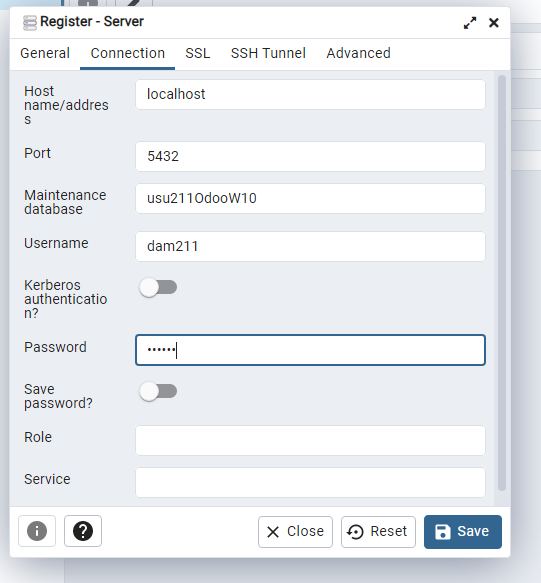 Register - Server
General Connection SSL SSH Tunnel Advanced
Host
name/addres
s
localhost
Port
5432
Maintenance
database
usu211OdooW10
Username
dam211
Kerberos
authenticatio
n?
Password
••••••
Save
password?
Role
Service
i ? Close Reset Save